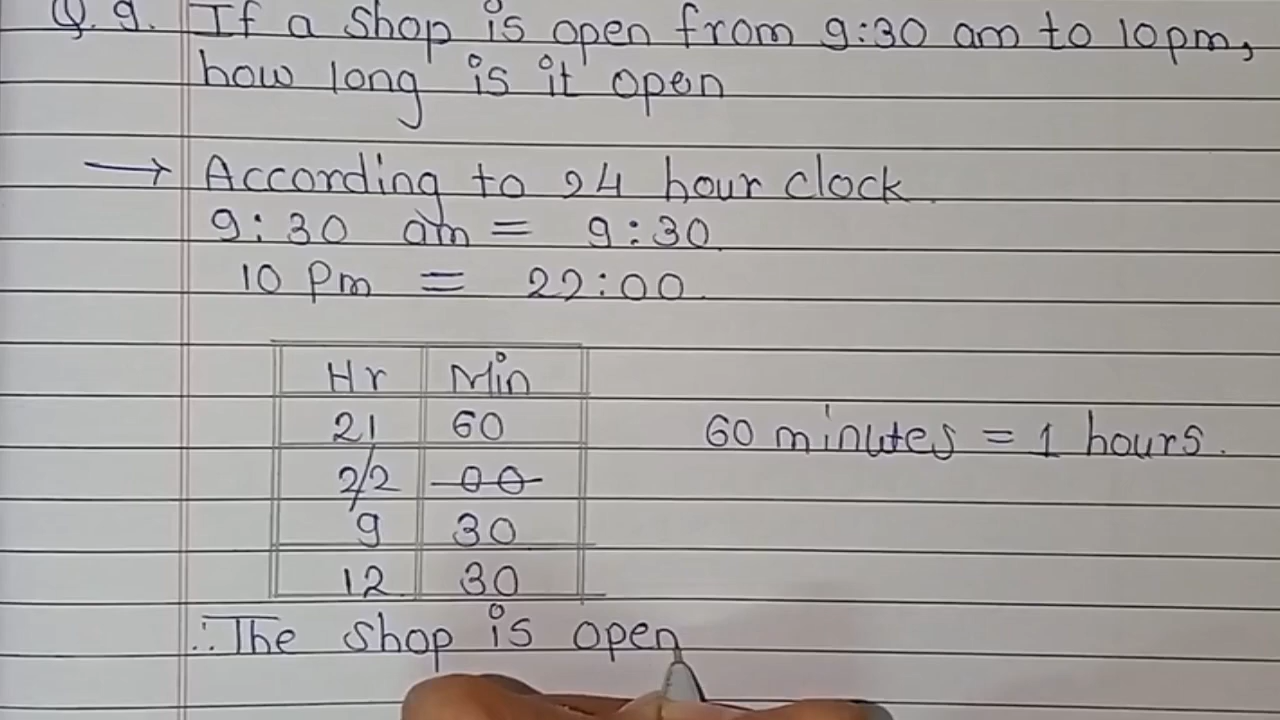 Q. 9. If a shop is open from 9:30 am to 10pm,
how long is it open
→ According to 24 hour clock.
9:30 am = 9:30.
10 Pm = 22:00.
Hr Min
21 60
22 00
9 30
12 30
60 minutes = 1 hours.
∴ The shop is open